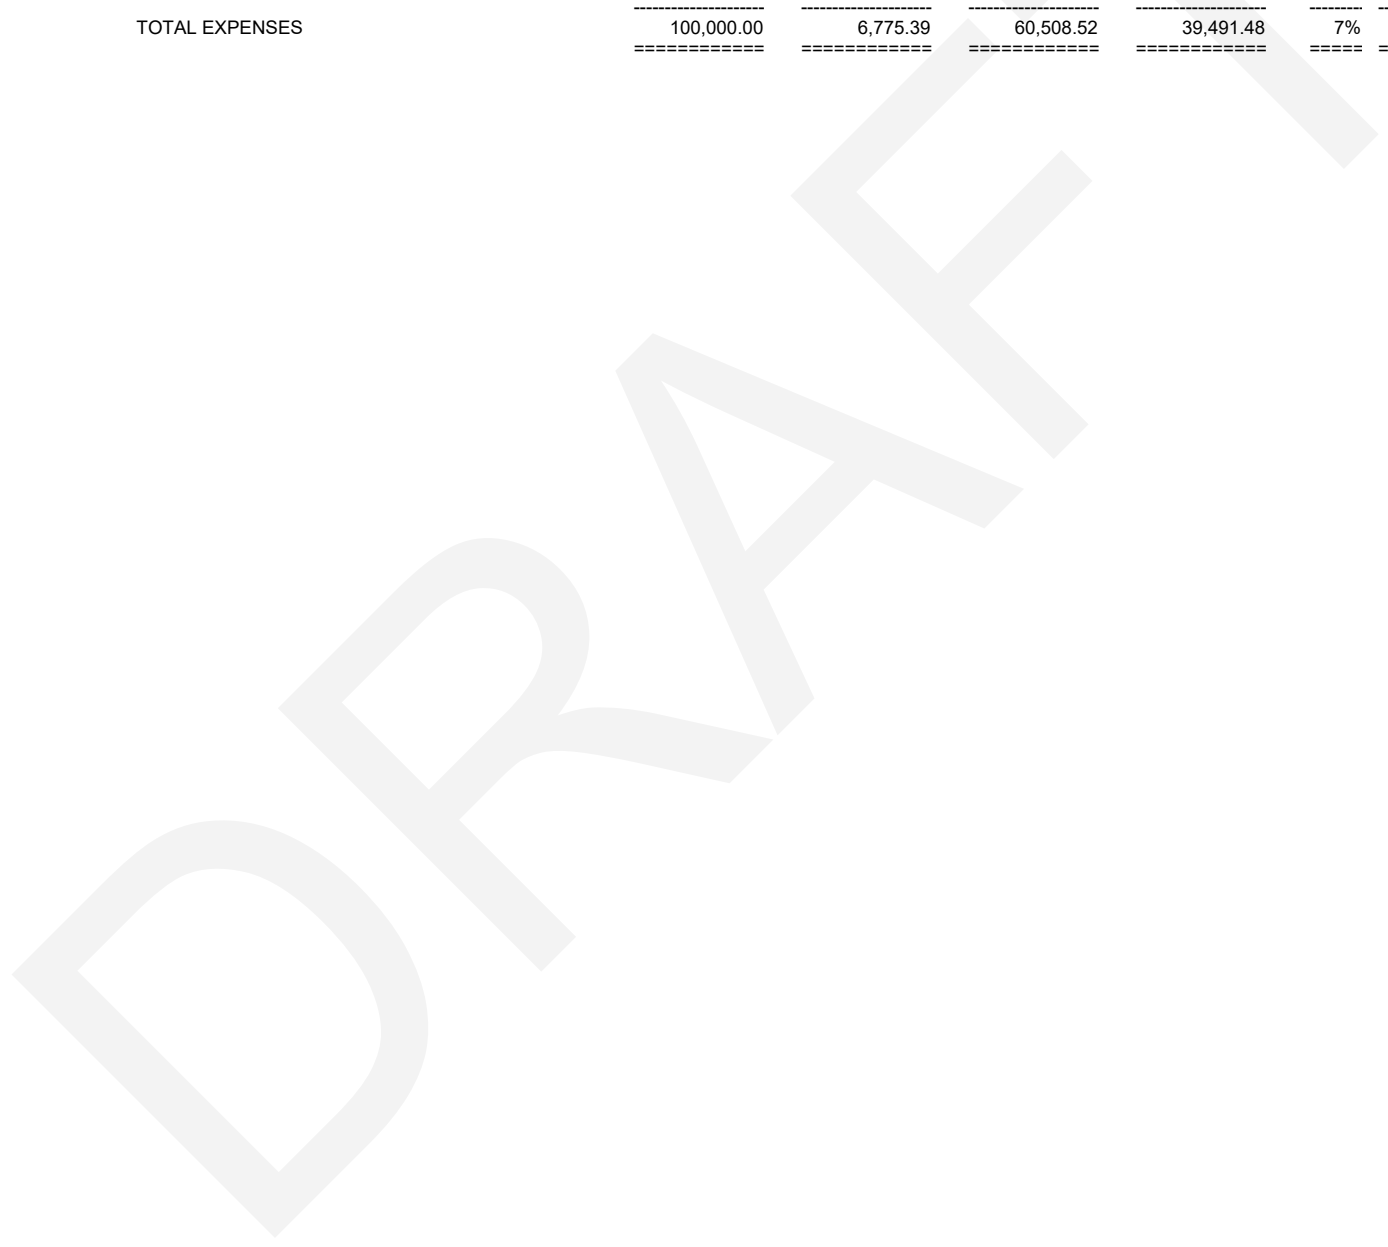 -------------------- -------------------- -------------------- -------------------- -------- --
TOTAL EXPENSES 100,000.00 6,775.39 60,508.52 39,491.48 7%
============ ============ ============ ============ ===== =
DRAFT